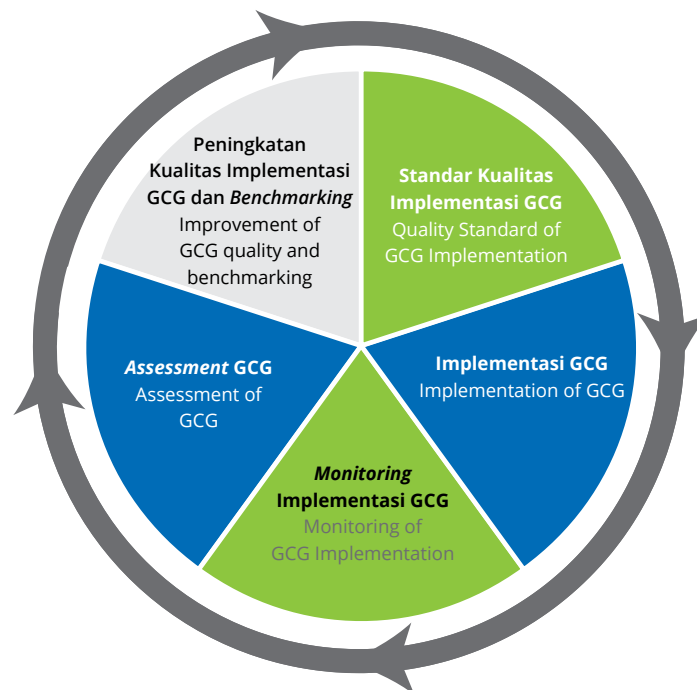 Peningkatan
Kualitas Implementasi
GCG dan Benchmarking
Improvement of
GCG quality and
benchmarking
Standar Kualitas
Implementasi GCG
Quality Standard of
GCG Implementation
Implementasi GCG
Implementation of GCG
Monitoring
Implementasi GCG
Monitoring of
GCG Implementation
Assessment GCG
Assessment of
GCG